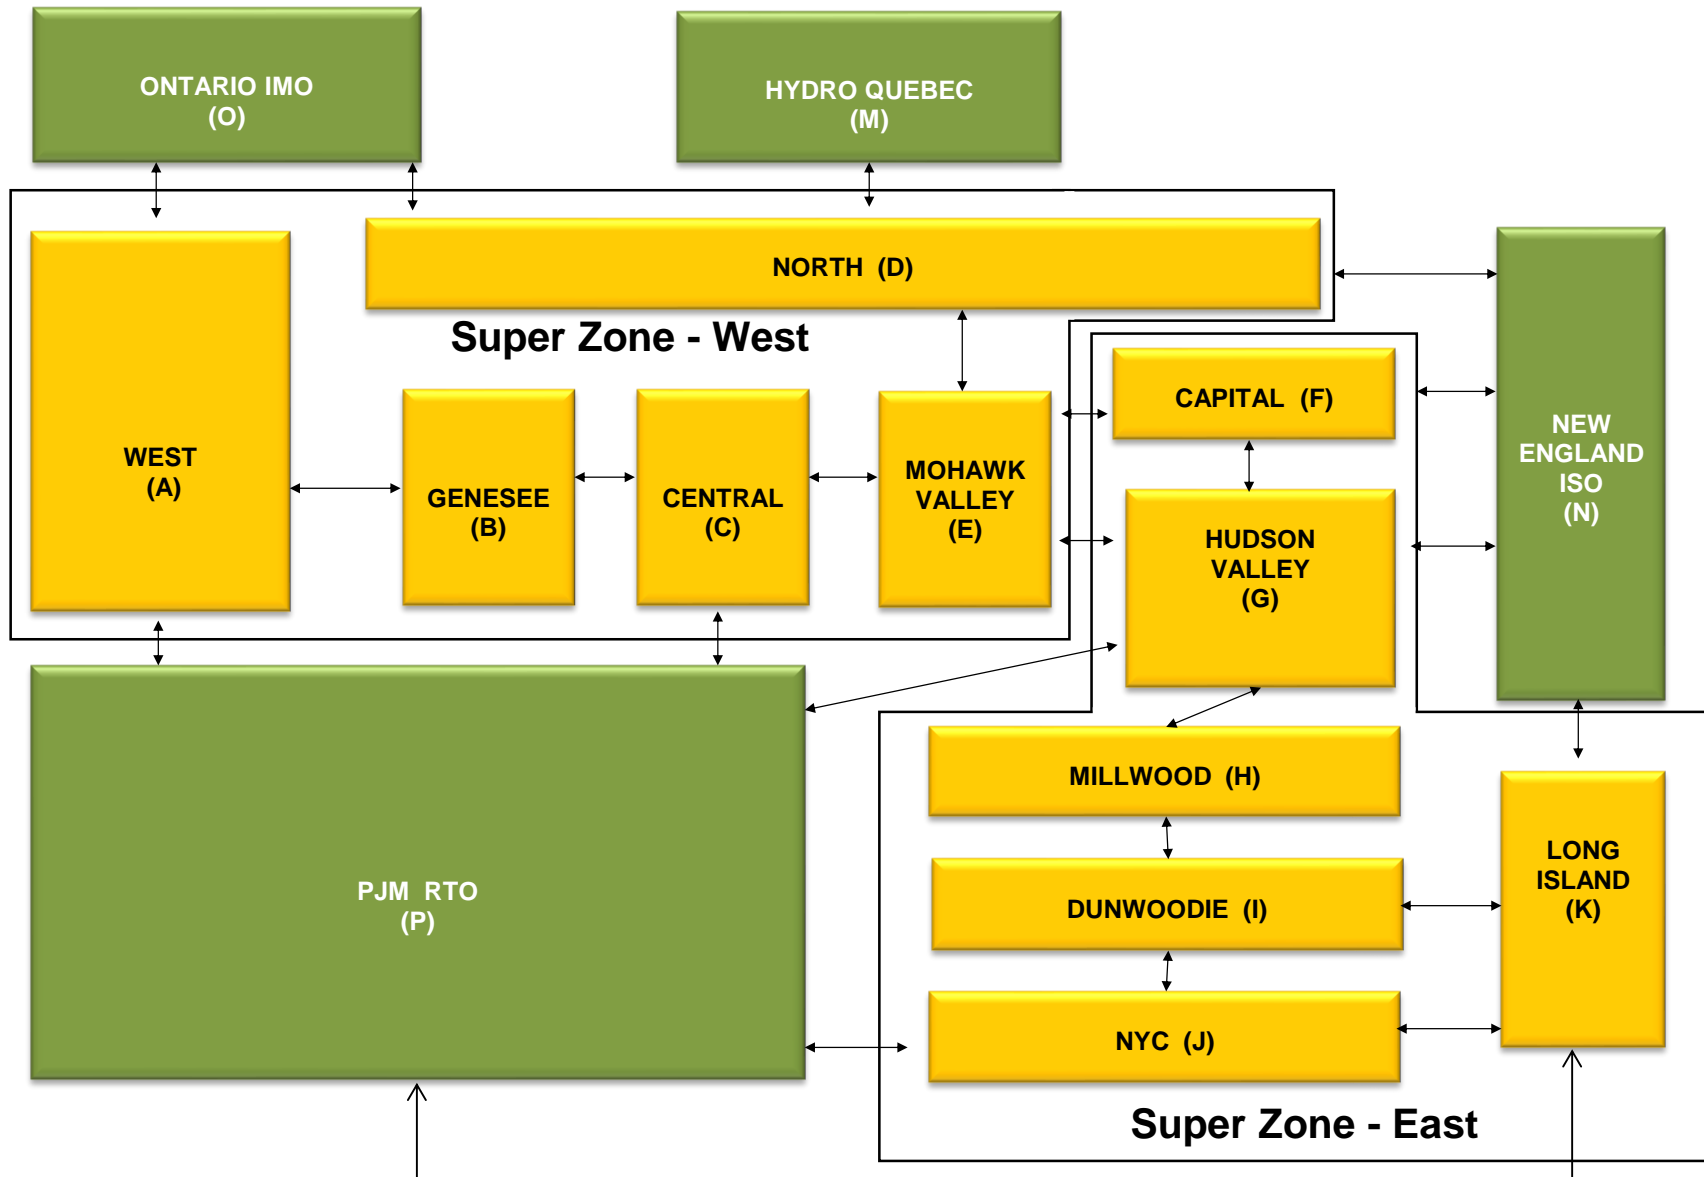 ONTARIO IMO
(O)
HYDRO QUEBEC
(M)
NORTH (D)
Super Zone - West
CAPITAL (F)
WEST
(A)
GENESEE
(B)
CENTRAL
(C)
MOHAWK
VALLEY
(E)
HUDSON
VALLEY
(G)
NEW
ENGLAND
ISO
(N)
MILLWOOD (H)
PJM RTO
(P)
DUNWOODIE (I)
LONG
ISLAND
(K)
NYC (J)
Super Zone - East